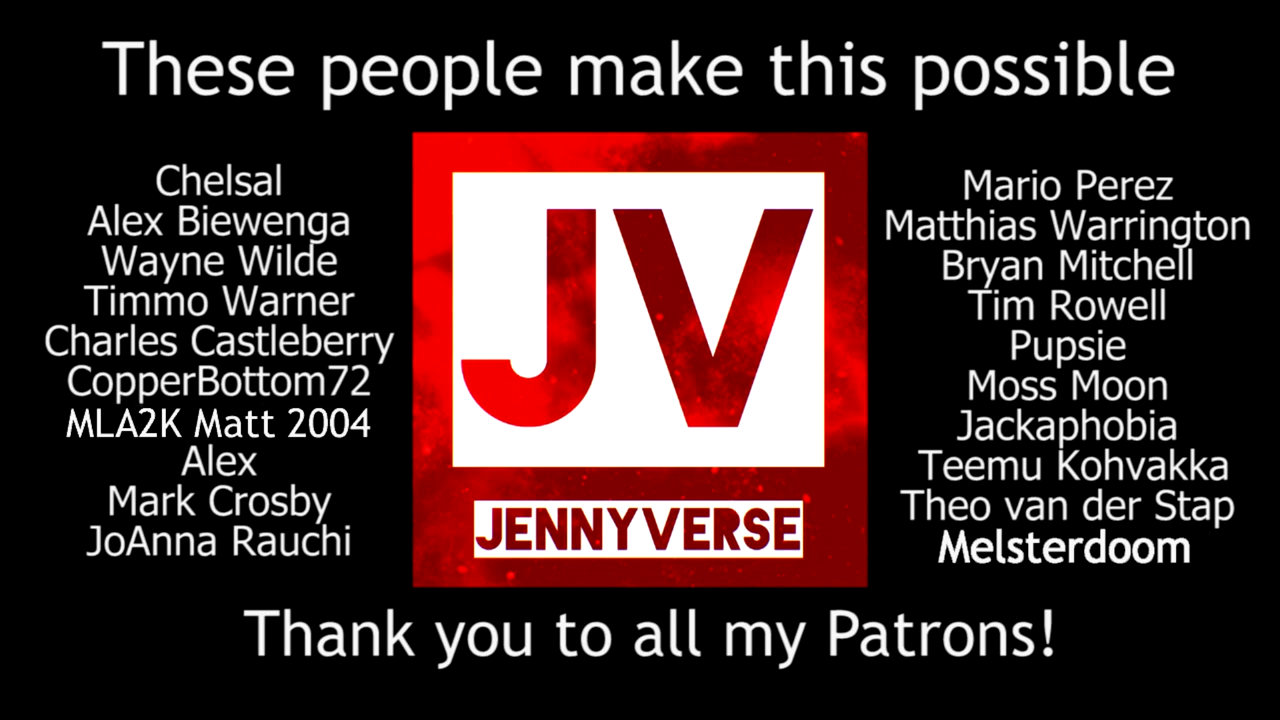 These people make this possible
Chelsal
Alex Biewenga
Wayne Wilde
Timmo Warner
Charles Castleberry
CopperBottom72
MLA2K Matt 2004
Alex
Mark Crosby
JoAnna Rauchi
JV
JENNYVERSE
Mario Perez
Matthias Warrington
Bryan Mitchell
Tim Rowell
Pupsie
Moss Moon
Jackaphobia
Teemu Kohvakka
Theo van der Stap
Melsterdoom
Thank you to all my Patrons!